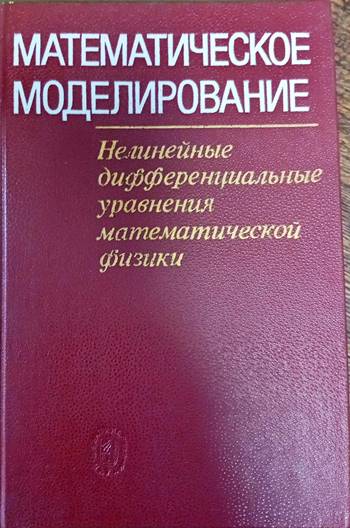 МАТЕМАТИЧЕСКОЕ
МОДЕЛИРОВАНИЕ
Нелинейные
дифференциальные
уравнения
математической
физики